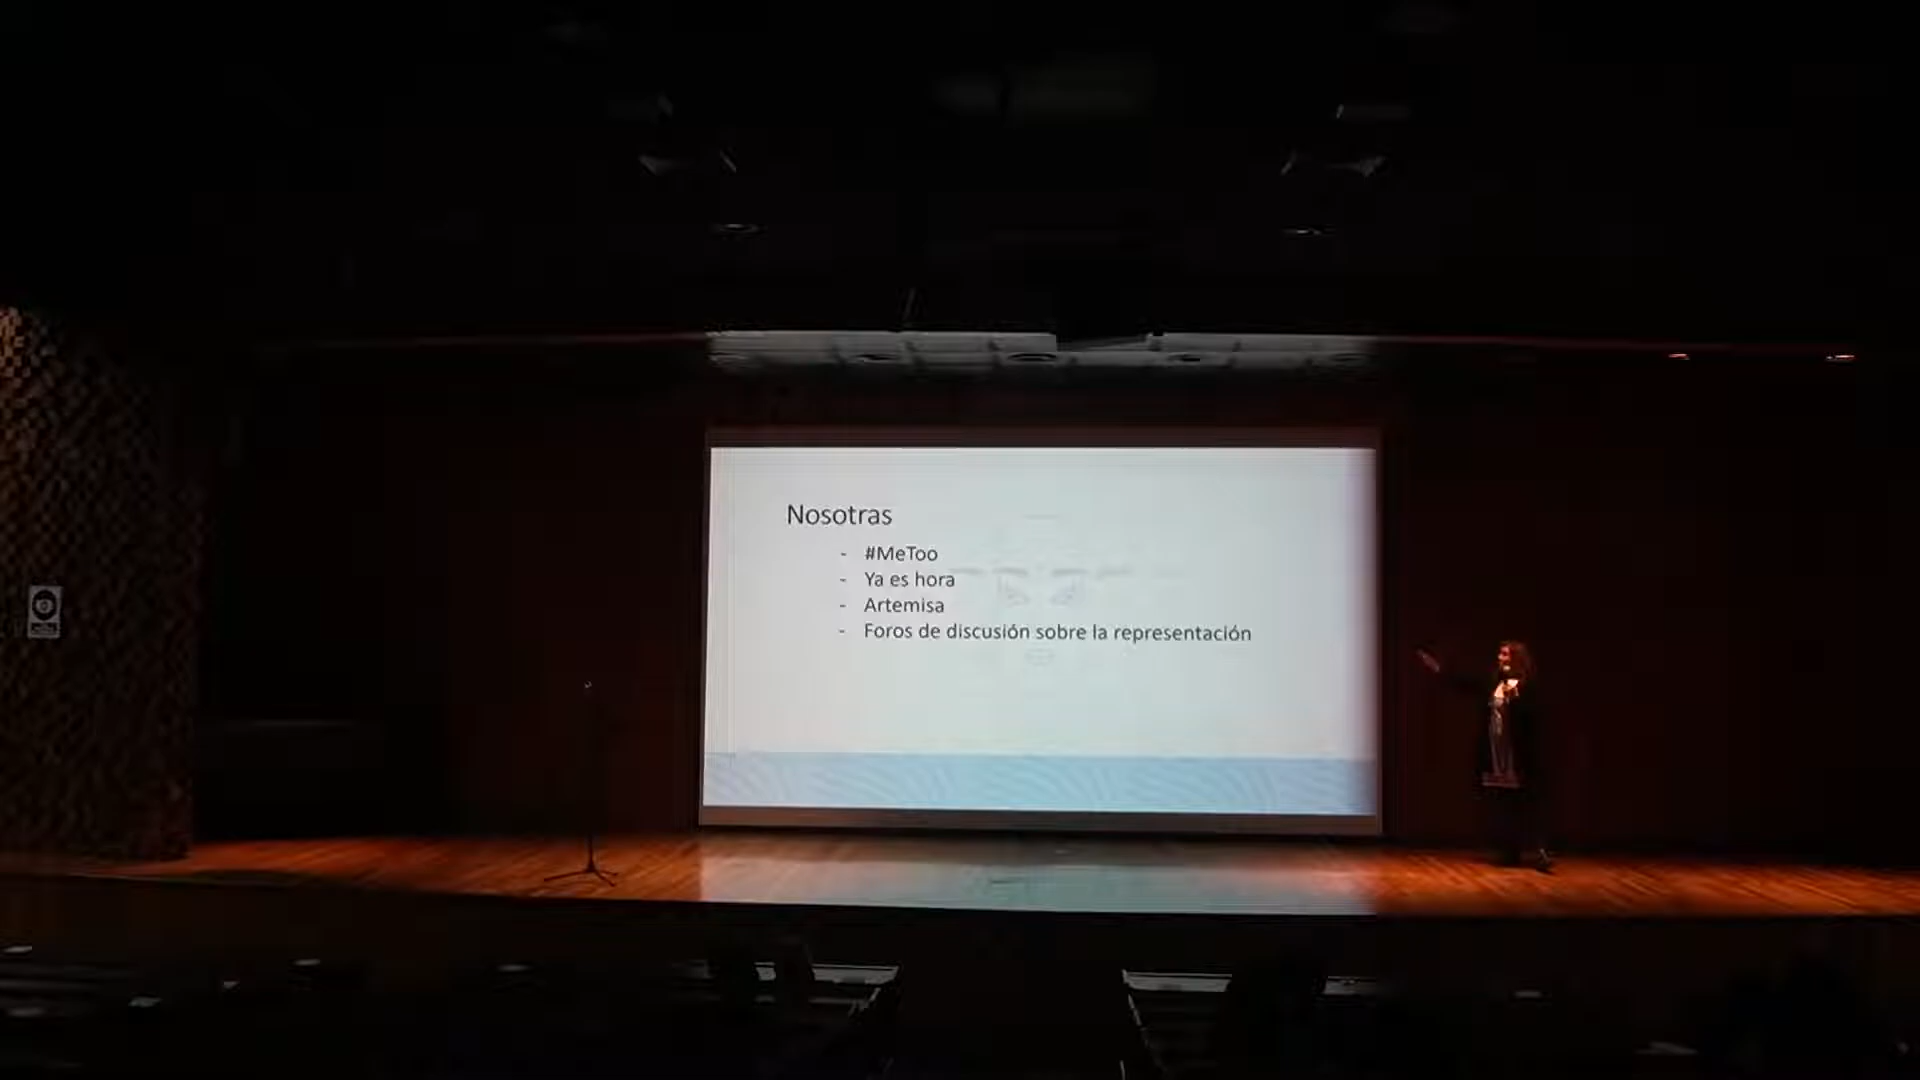 Nosotras
- #MeToo
- Ya es hora
- Artemisa
- Foros de discusión sobre la representación